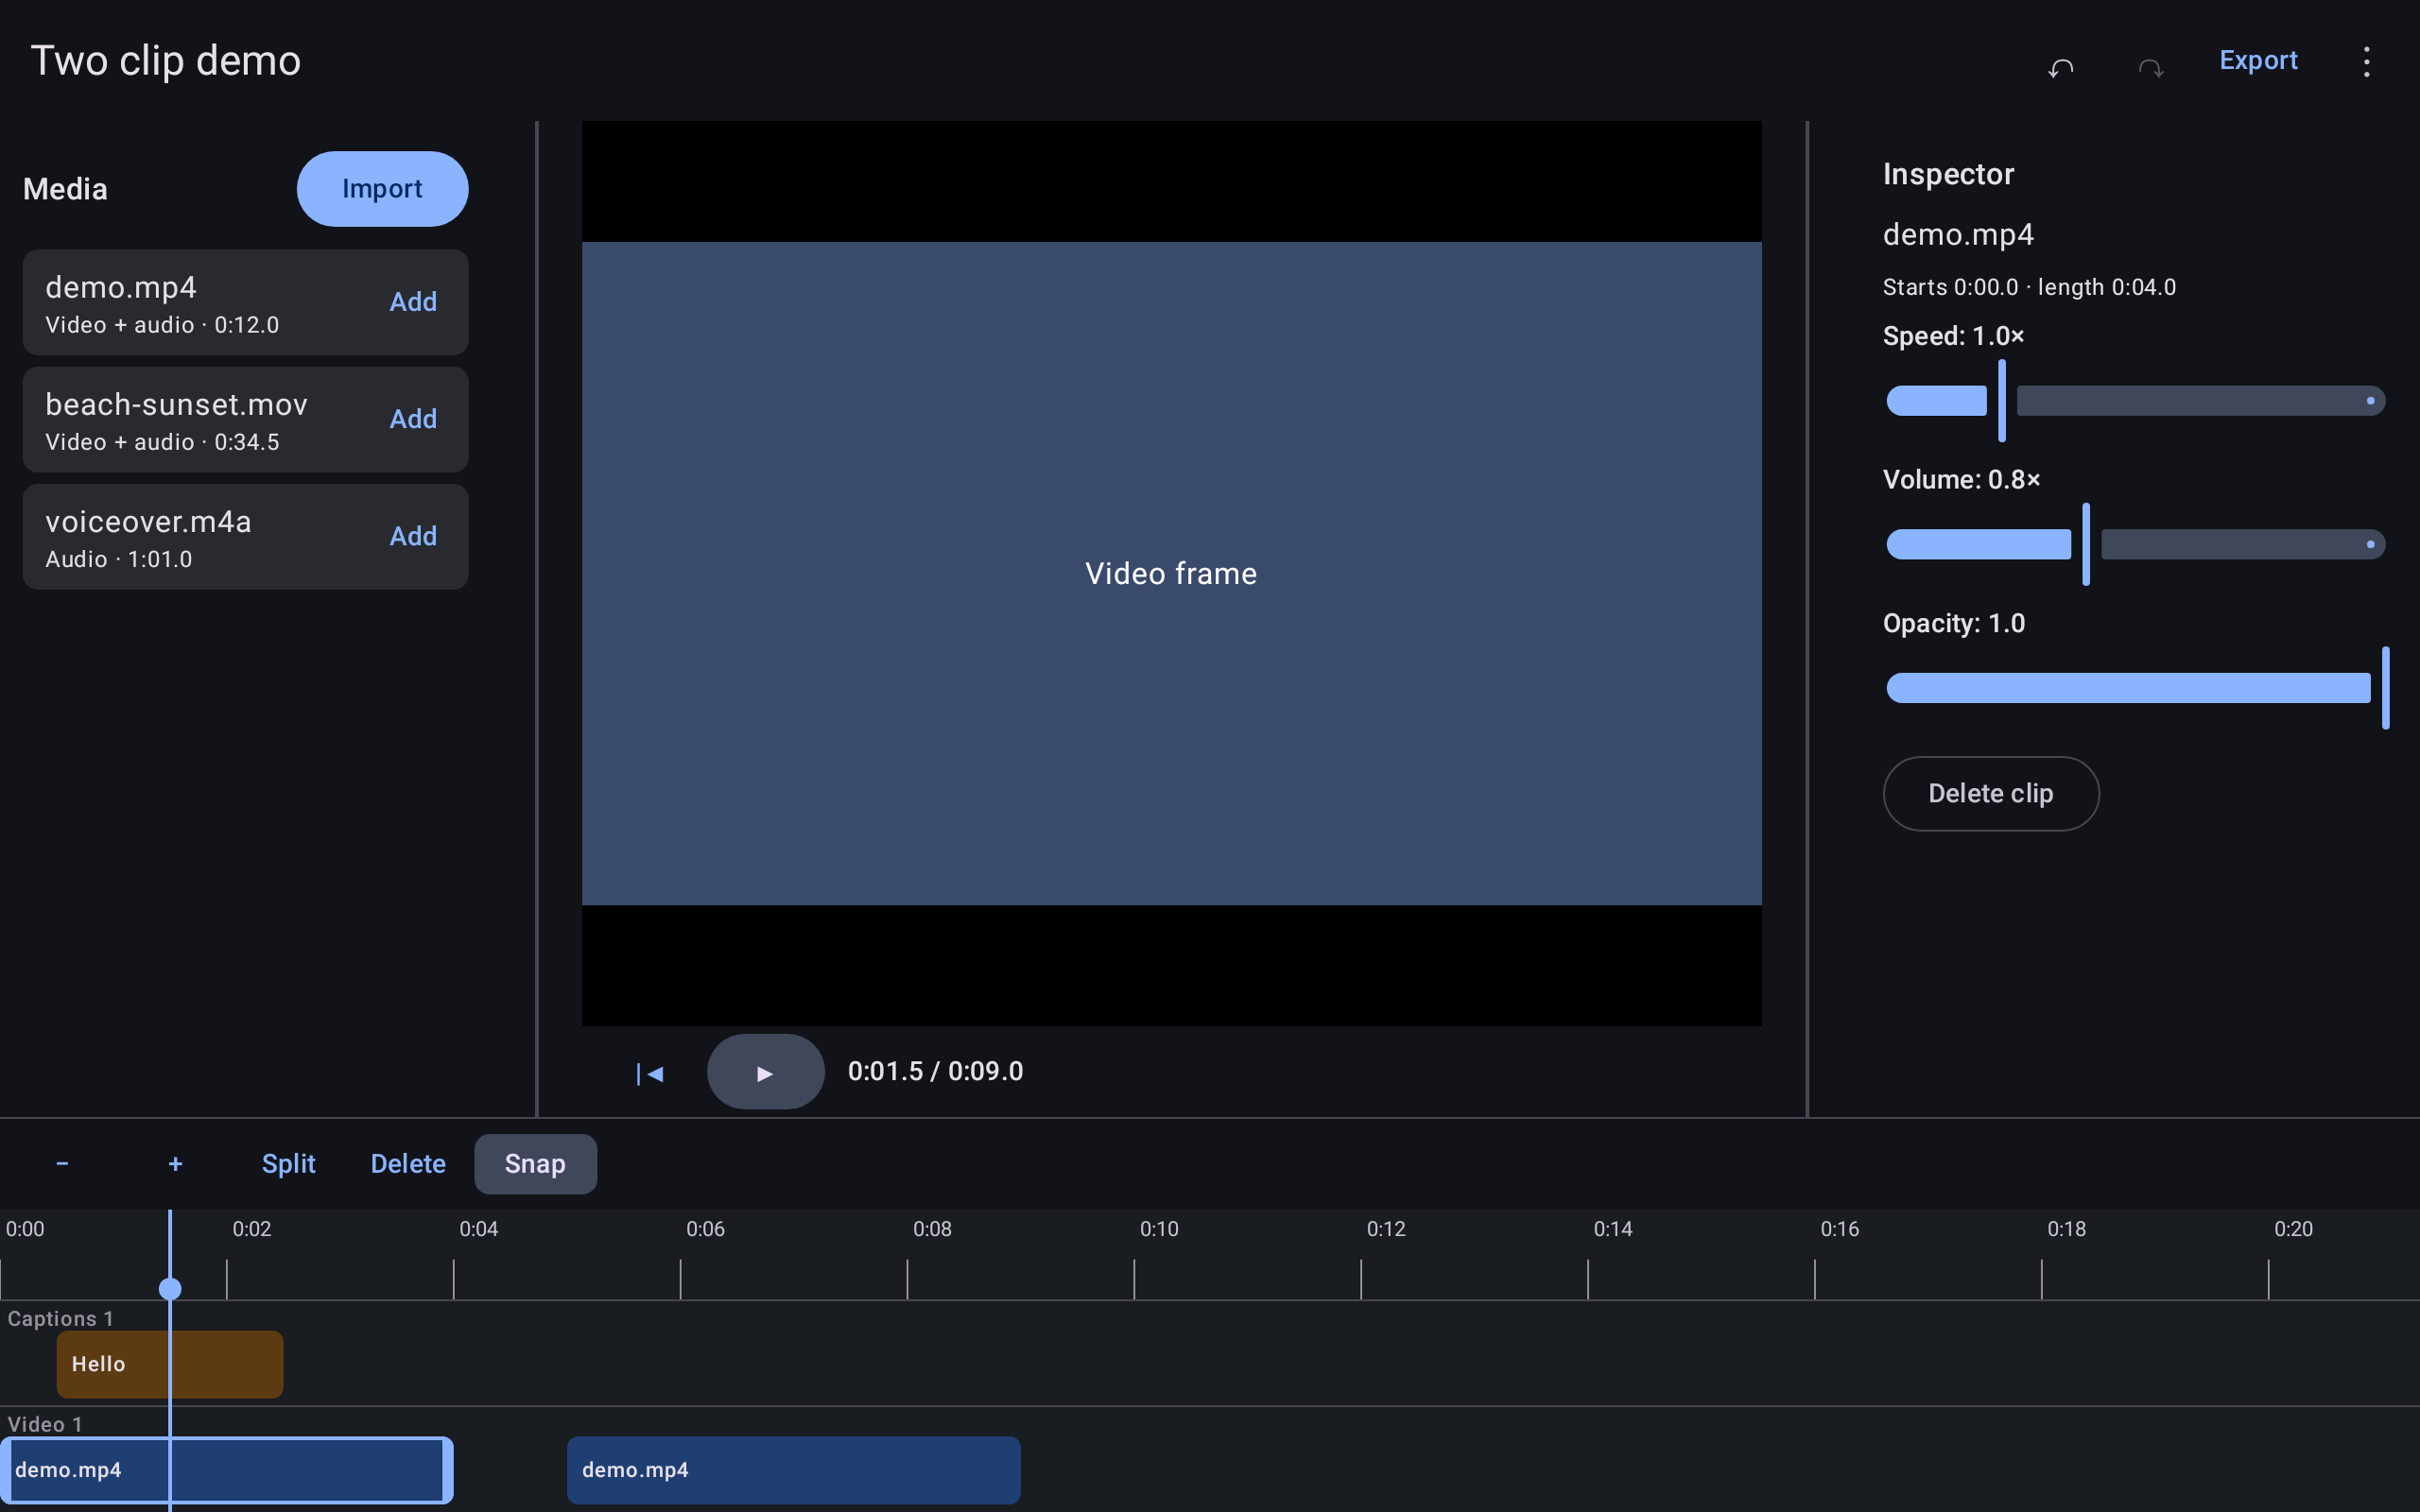 Two clip demo
Export
Media
Import
demo.mp4
Video + audio · 0:12.0
Add
beach-sunset.mov
Video + audio · 0:34.5
Add
voiceover.m4a
Audio · 1:01.0
Add
Video frame
0:01.5 / 0:09.0
Inspector
demo.mp4
Starts 0:00.0 · length 0:04.0
Speed: 1.0×
Volume: 0.8×
Opacity: 1.0
Delete clip
− + Split Delete Snap
0:00 0:02 0:04 0:06 0:08 0:10 0:12 0:14 0:16 0:18 0:20
Captions 1
Hello
Video 1
demo.mp4 demo.mp4